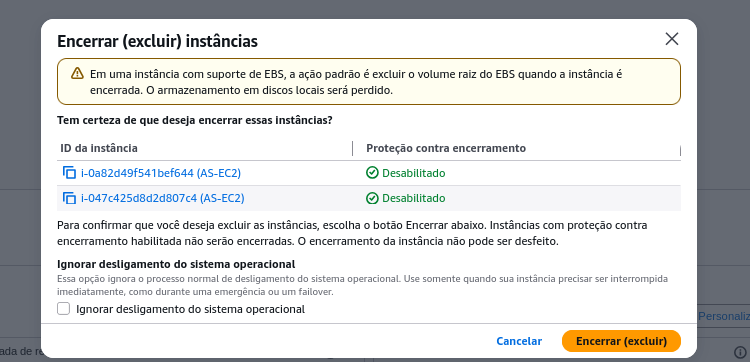 Encerrar (excluir) instâncias
Em uma instância com suporte de EBS, a ação padrão é excluir o volume raiz do EBS quando a instância é
encerrada. O armazenamento em discos locais será perdido.
Tem certeza de que deseja encerrar essas instâncias?
ID da instância
Proteção contra encerramento
i-0a82d49f541bef644 (AS-EC2)
Desabilitado
i-047c425d8d2d807c4 (AS-EC2)
Desabilitado
Para confirmar que você deseja excluir as instâncias, escolha o botão Encerrar abaixo. Instâncias com proteção contra
encerramento habilitada não serão encerradas. O encerramento da instância não pode ser desfeito.
Ignorar desligamento do sistema operacional
Essa opção ignora o processo normal de desligamento do sistema operacional. Use somente quando sua instância precisar ser interrompida
imediatamente, como durante uma emergência ou um failover.
Ignorar desligamento do sistema operacional
Personaliz
Cancelar
Encerrar (excluir)
ada de re